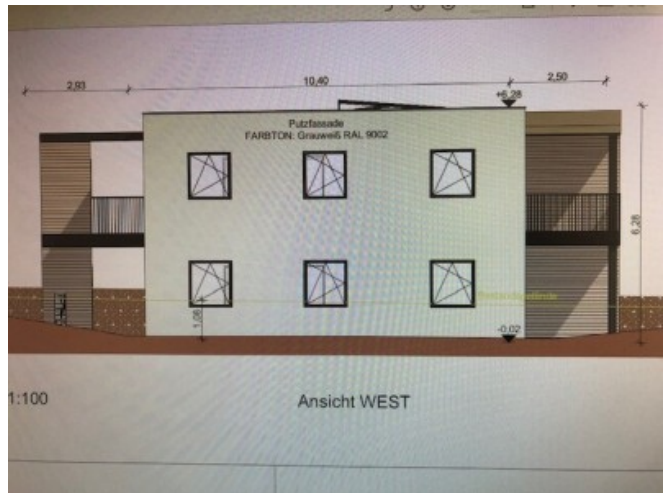 2,93
10,40
2,50
+6,28
Putzfassade
FARBTON: Grauweiß RAL 9002
6,28
1,06
-0,02
1:100
Ansicht WEST